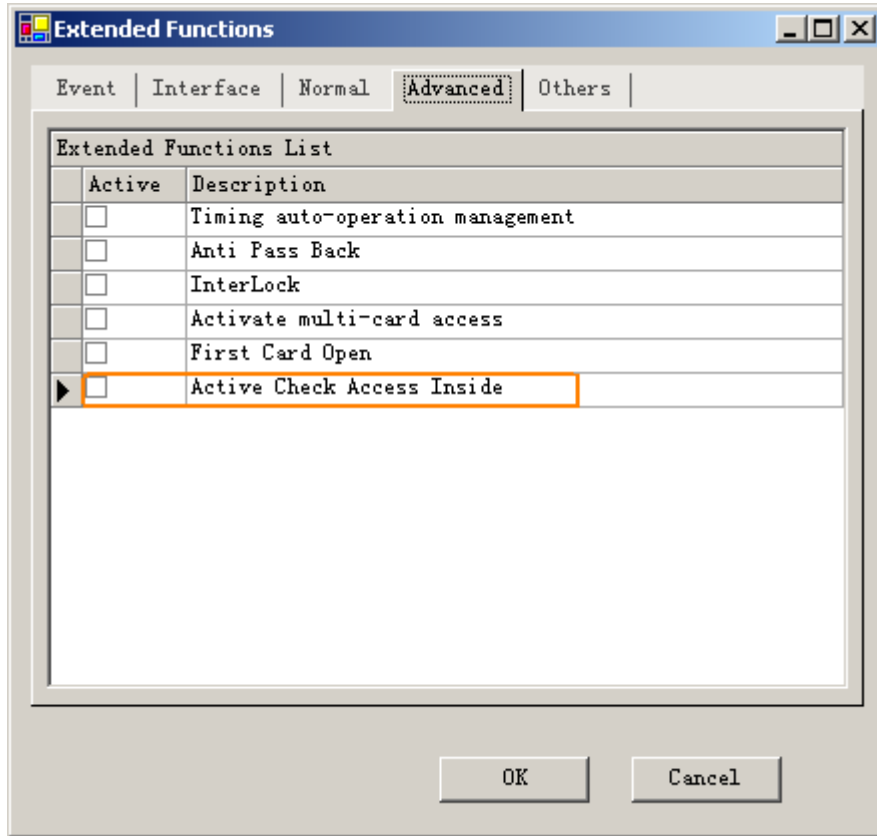 Extended Functions
Event Interface Normal Advanced Others
Extended Functions List
Active Description
Timing auto-operation management
Anti Pass Back
InterLock
Activate multi-card access
First Card Open
Active Check Access Inside
OK Cancel